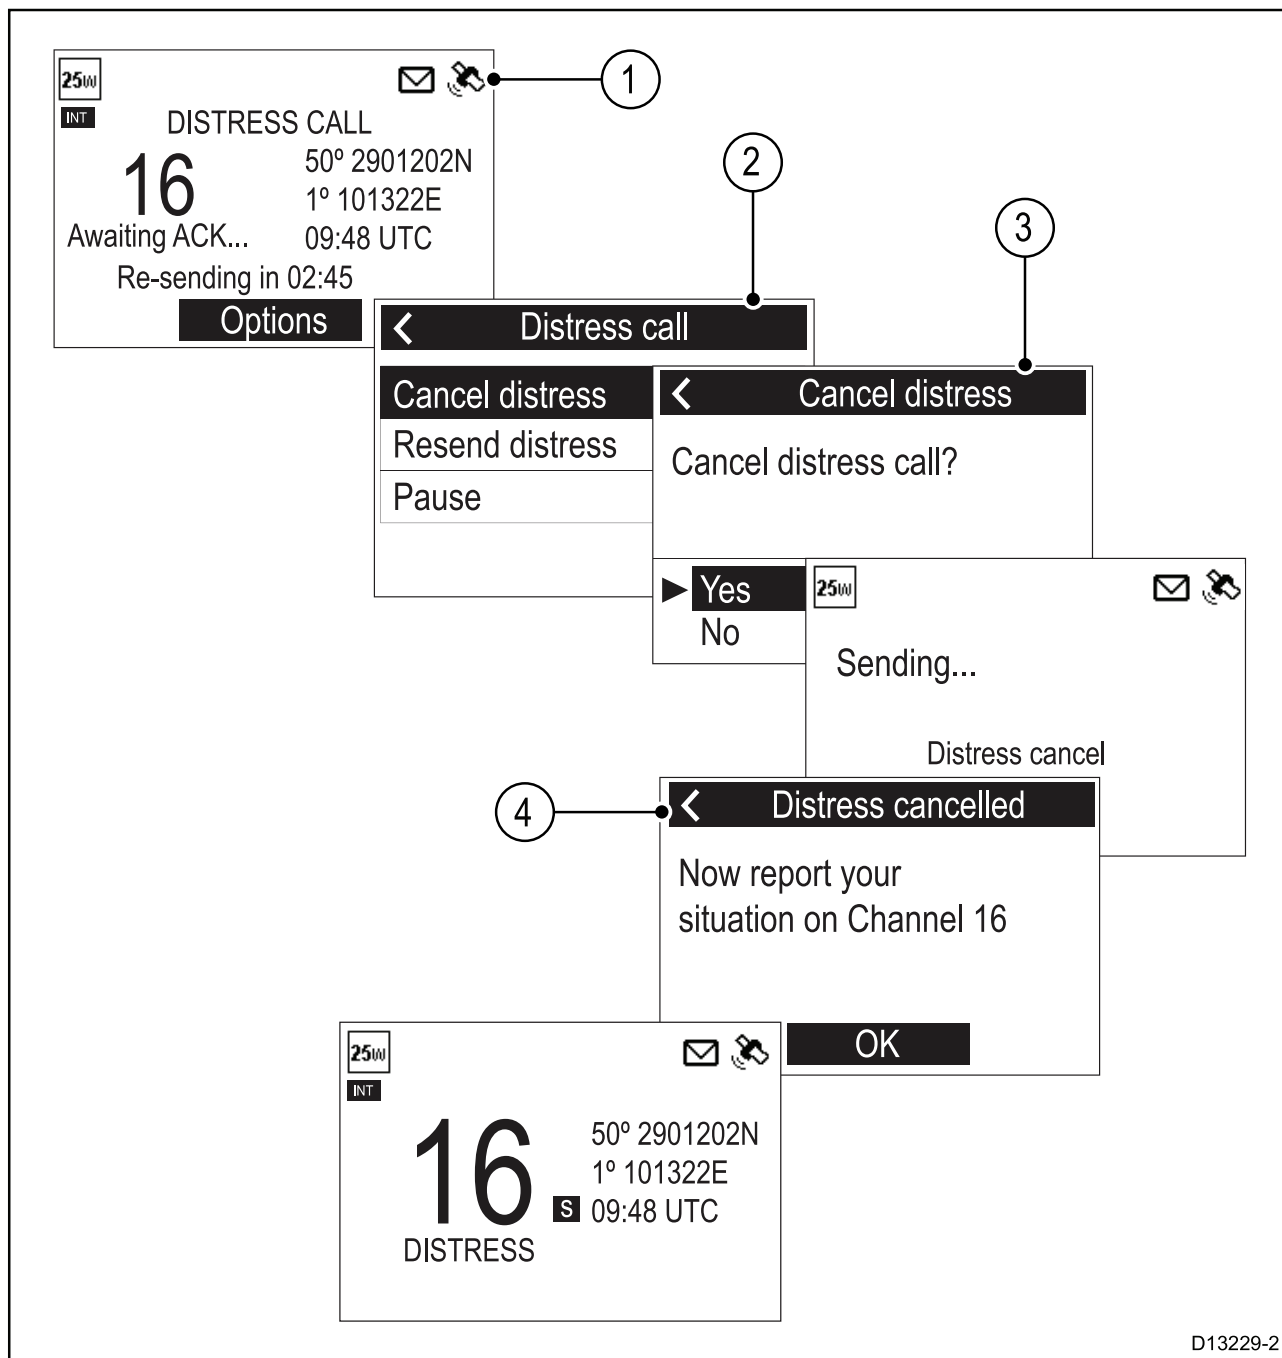 25W
1
INT
DISTRESS CALL
16
50º 2901202N
1º 101322E
Awaiting ACK...
09:48 UTC
Re-sending in 02:45
Options
2
Distress call
Cancel distress
Resend distress
Pause
3
Cancel distress
Cancel distress call?
Yes
No
25W
Sending...
Distress cancel
4
Distress cancelled
Now report your
situation on Channel 16
OK
25W
INT
16
50º 2901202N
1º 101322E
S 09:48 UTC
DISTRESS
D13229-2